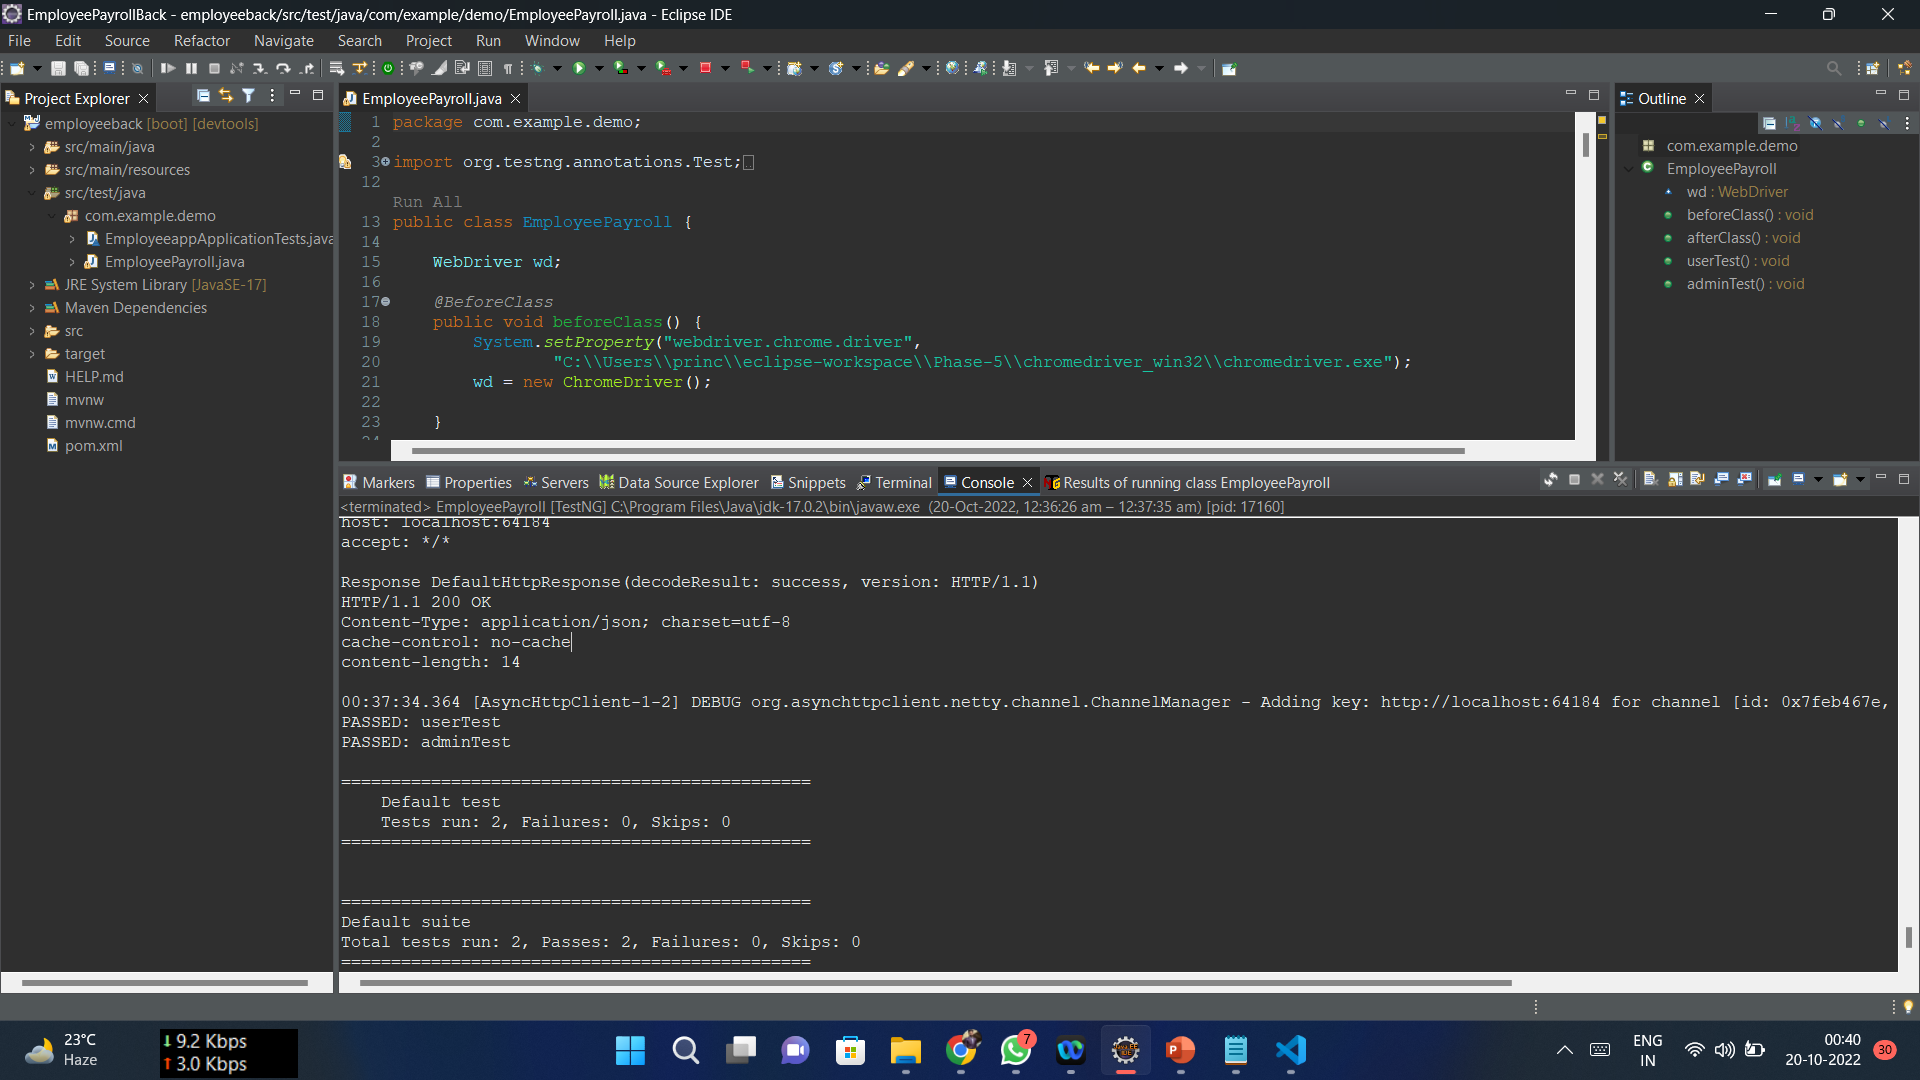 EmployeePayrollBack - employeeback/src/test/java/com/example/demo/EmployeePayroll.java - Eclipse IDE
File Edit Source Refactor Navigate Search Project Run Window Help
Project Explorer
employeeback [boot] [devtools]
src/main/java
src/main/resources
src/test/java
com.example.demo
EmployeeappApplicationTests.java
EmployeePayroll.java
JRE System Library [JavaSE-17]
Maven Dependencies
src
target
HELP.md
mvnw
mvnw.cmd
pom.xml
EmployeePayroll.java
1 package com.example.demo;
2
3 import org.testng.annotations.Test;
12
Run All
13 public class EmployeePayroll {
14
15 WebDriver wd;
16
17 @BeforeClass
18 public void beforeClass() {
19 System.setProperty("webdriver.chrome.driver",
20 "C:\\Users\\princ\\eclipse-workspace\\Phase-5\\chromedriver_win32\\chromedriver.exe");
21 wd = new ChromeDriver();
22
23 }
24
Outline
com.example.demo
EmployeePayroll
wd : WebDriver
beforeClass() : void
afterClass() : void
userTest() : void
adminTest() : void
Markers Properties Servers Data Source Explorer Snippets Terminal Console Results of running class EmployeePayroll
<terminated> EmployeePayroll [TestNG] C:\Program Files\Java\jdk-17.0.2\bin\javaw.exe (20-Oct-2022, 12:36:26 am – 12:37:35 am) [pid: 17160]
host: localhost:64184
accept: */*
Response DefaultHttpResponse(decodeResult: success, version: HTTP/1.1)
HTTP/1.1 200 OK
Content-Type: application/json; charset=utf-8
cache-control: no-cache
content-length: 14
00:37:34.364 [AsyncHttpClient-1-2] DEBUG org.asynchttpclient.netty.channel.ChannelManager - Adding key: http://localhost:64184 for channel [id: 0x7feb467e,
PASSED: userTest
PASSED: adminTest
===============================================
Default test
Tests run: 2, Failures: 0, Skips: 0
===============================================
===============================================
Default suite
Total tests run: 2, Passes: 2, Failures: 0, Skips: 0
===============================================
23°C
Haze
↓ 9.2 Kbps
↑ 3.0 Kbps
7
ENG
IN
00:40
20-10-2022
30